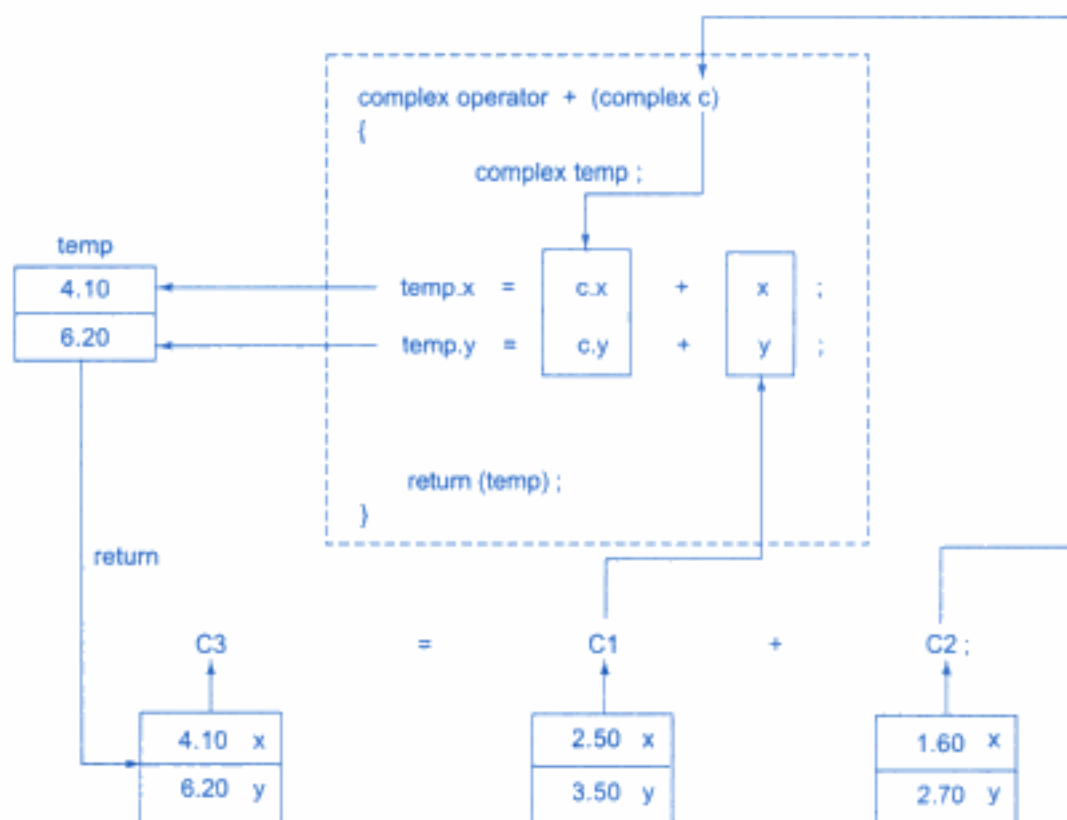 complex operator + (complex c)
{
complex temp ;
temp
4.10
6.20
temp.x = c.x + x ;
temp.y = c.y + y ;
return (temp) ;
}
return
C3 = C1 + C2 ;
4.10 x
6.20 y
2.50 x
3.50 y
1.60 x
2.70 y